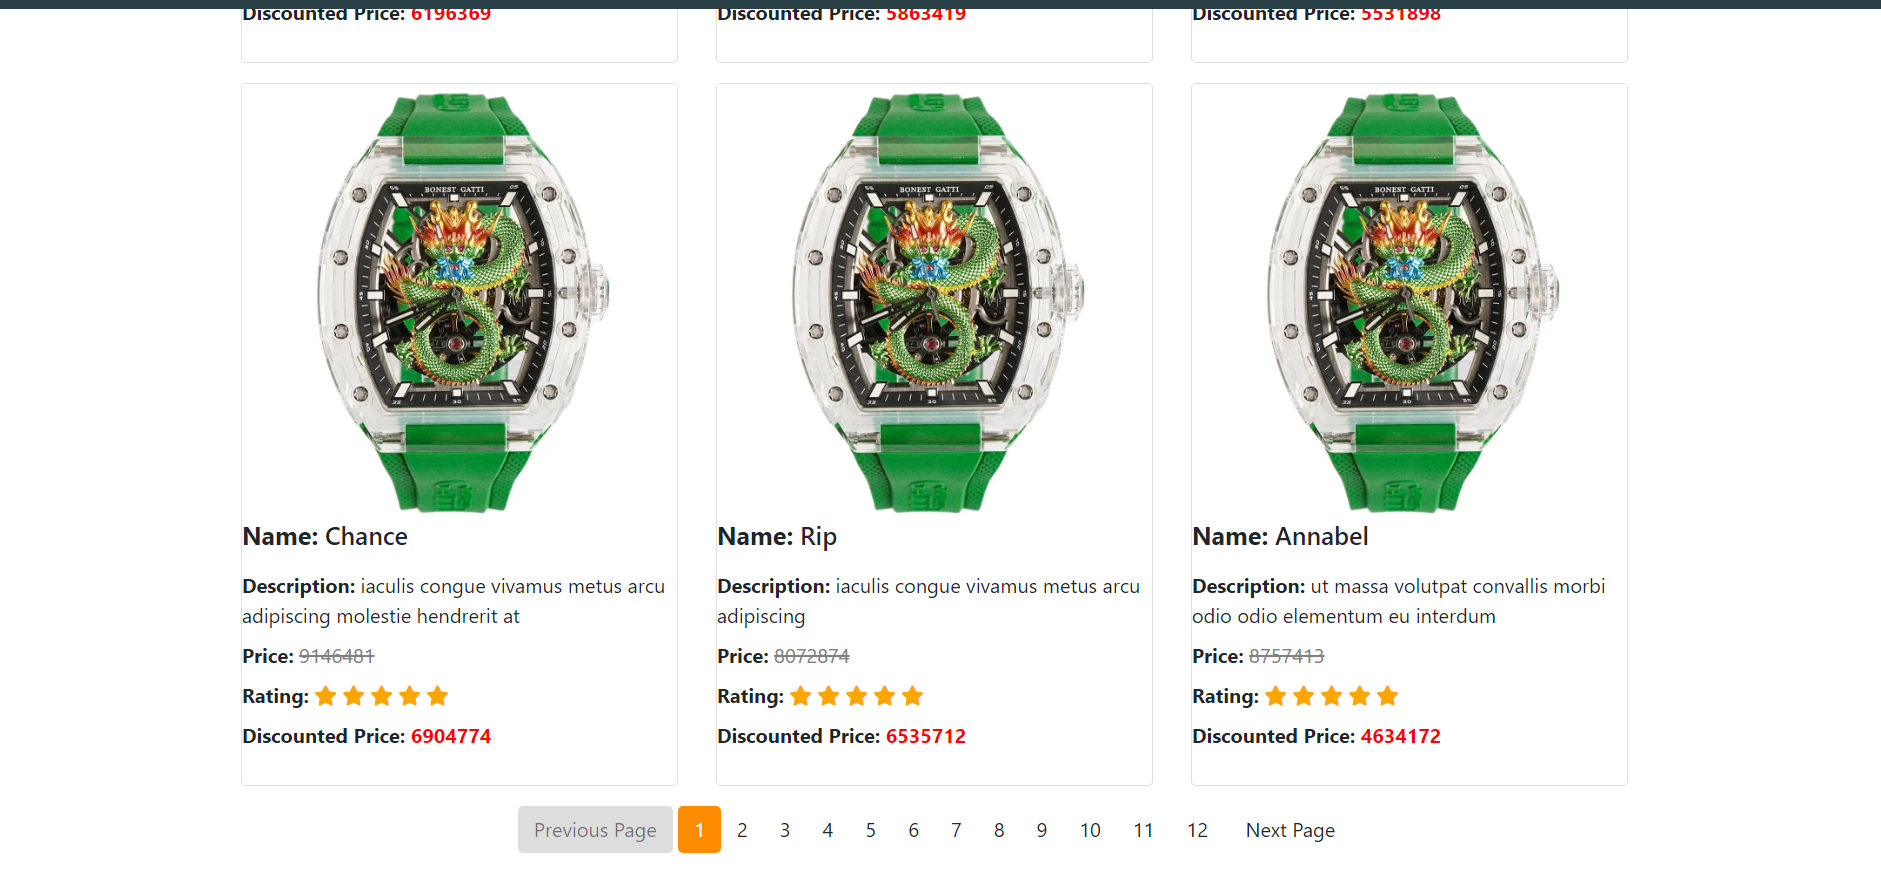 Discounted Price: 6196369
Discounted Price: 5863419
Discounted Price: 5531898
BONEST GATTI
BONEST GATTI
BONEST GATTI
Name: Chance
Description: iaculis congue vivamus metus arcu
adipiscing molestie hendrerit at
Price: 9146481
Rating:
Discounted Price: 6904774
Name: Rip
Description: iaculis congue vivamus metus arcu
adipiscing
Price: 8072874
Rating:
Discounted Price: 6535712
Name: Annabel
Description: ut massa volutpat convallis morbi
odio odio elementum eu interdum
Price: 8757413
Rating:
Discounted Price: 4634172
Previous Page 1 2 3 4 5 6 7 8 9 10 11 12 Next Page